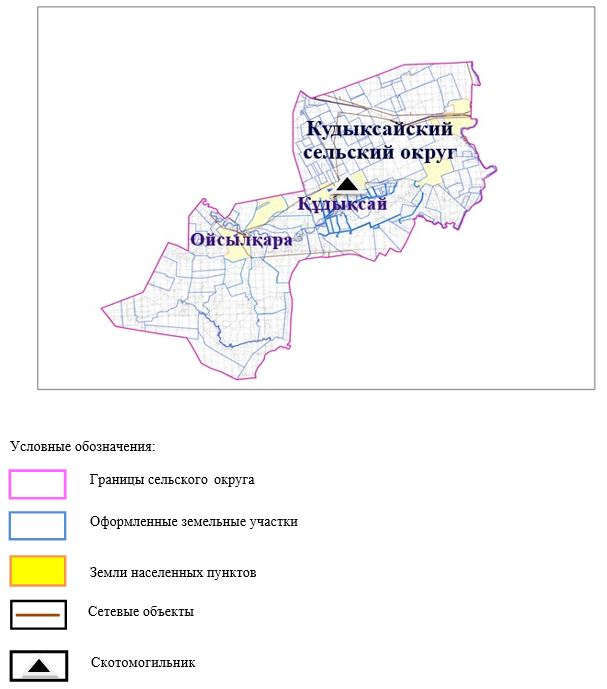 Кудыксайский
сельский округ
Құдықсай
Ойсылқара
Условные обозначения:
Границы сельского округа
Оформленные земельные участки
Земли населенных пунктов
Сетевые объекты
Скотомогильник